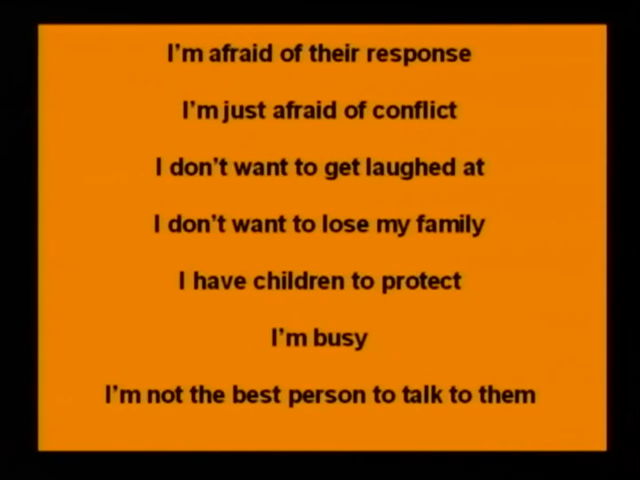 I'm afraid of their response
I'm just afraid of conflict
I don't want to get laughed at
I don't want to lose my family
I have children to protect
I'm busy
I'm not the best person to talk to them